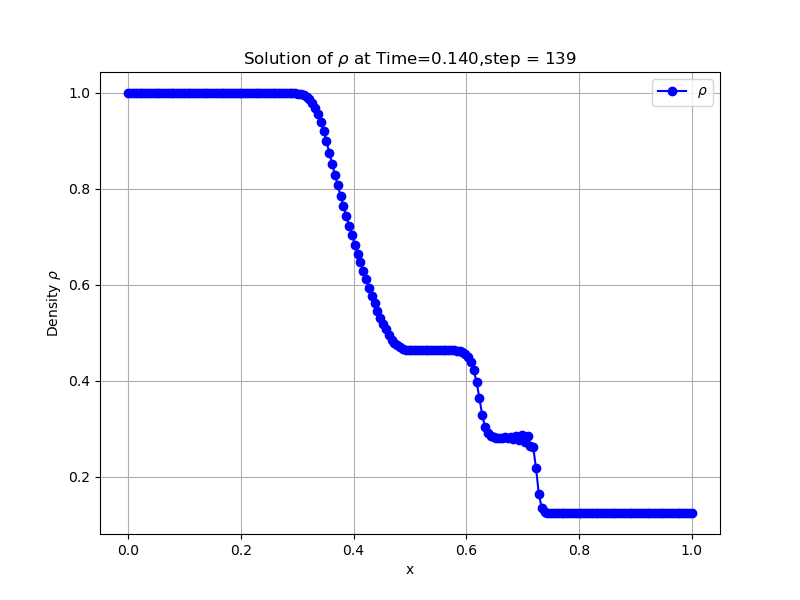 Solution of ρ at Time=0.140,step = 139
ρ
1.0
0.8
0.6
0.4
0.2
Density ρ
0.0 0.2 0.4 0.6 0.8 1.0
x